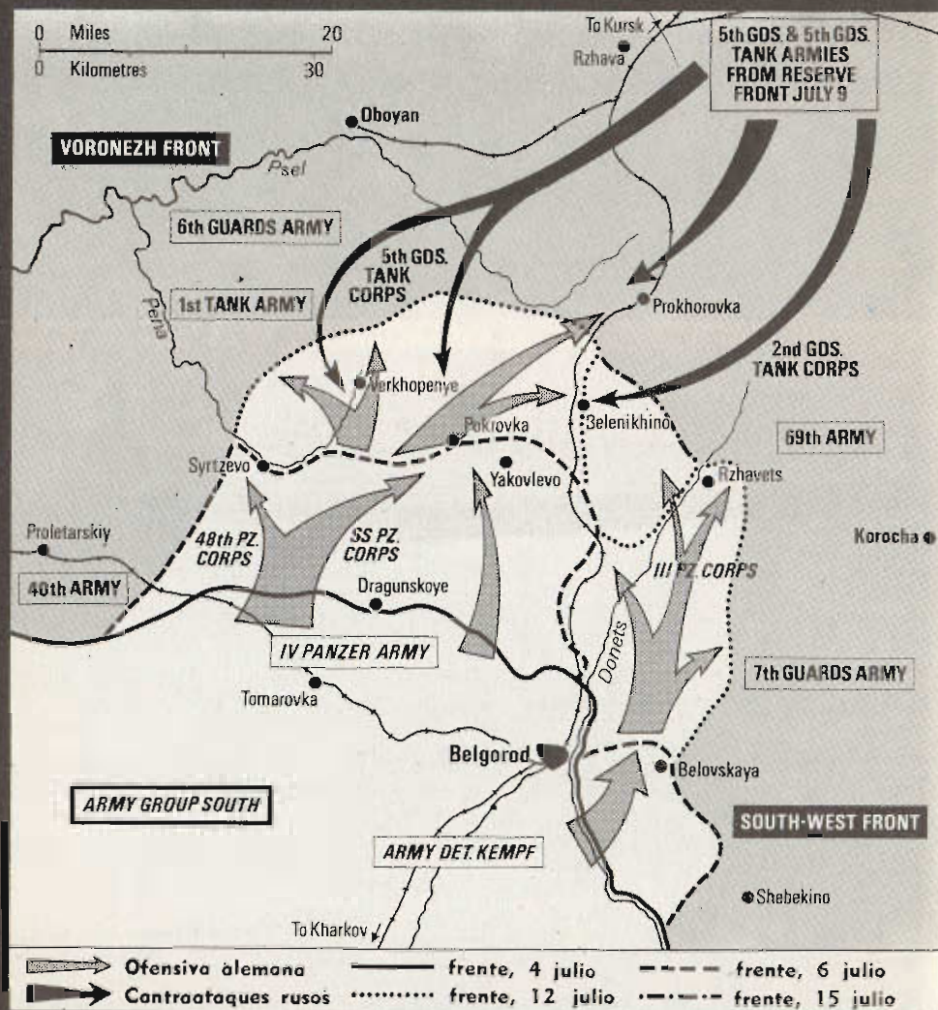 0 Miles 20
0 Kilometres 30
To Kursk
Rzhava
5th GDS. & 5th GDS.
TANK ARMIES
FROM RESERVE
FRONT JULY 9
Oboyan
VORONEZH FRONT
Psel
6th GUARDS ARMY
5th GDS.
TANK
CORPS
1st TANK ARMY
Pena
Prokhorovka
2nd GDS.
TANK CORPS
Verkhopenye
Selenikhino
69th ARMY
Pokrovka
Syrtzevo
Yakovlevo
Rzhavets
Proletarskiy
48th PZ.
CORPS
SS PZ.
CORPS
Korocha
40th ARMY
Dragunskoye
III PZ. CORPS
IV PANZER ARMY
Donets
7th GUARDS ARMY
Tomarovka
Belgorod
Belovskaya
ARMY GROUP SOUTH
SOUTH-WEST FRONT
ARMY DET. KEMPF
Shebekino
To Kharkov
Ofensiva alemana
frente, 4 julio
frente, 6 julio
Cantraataques rusos
frente, 12 julio
frente, 15 julio